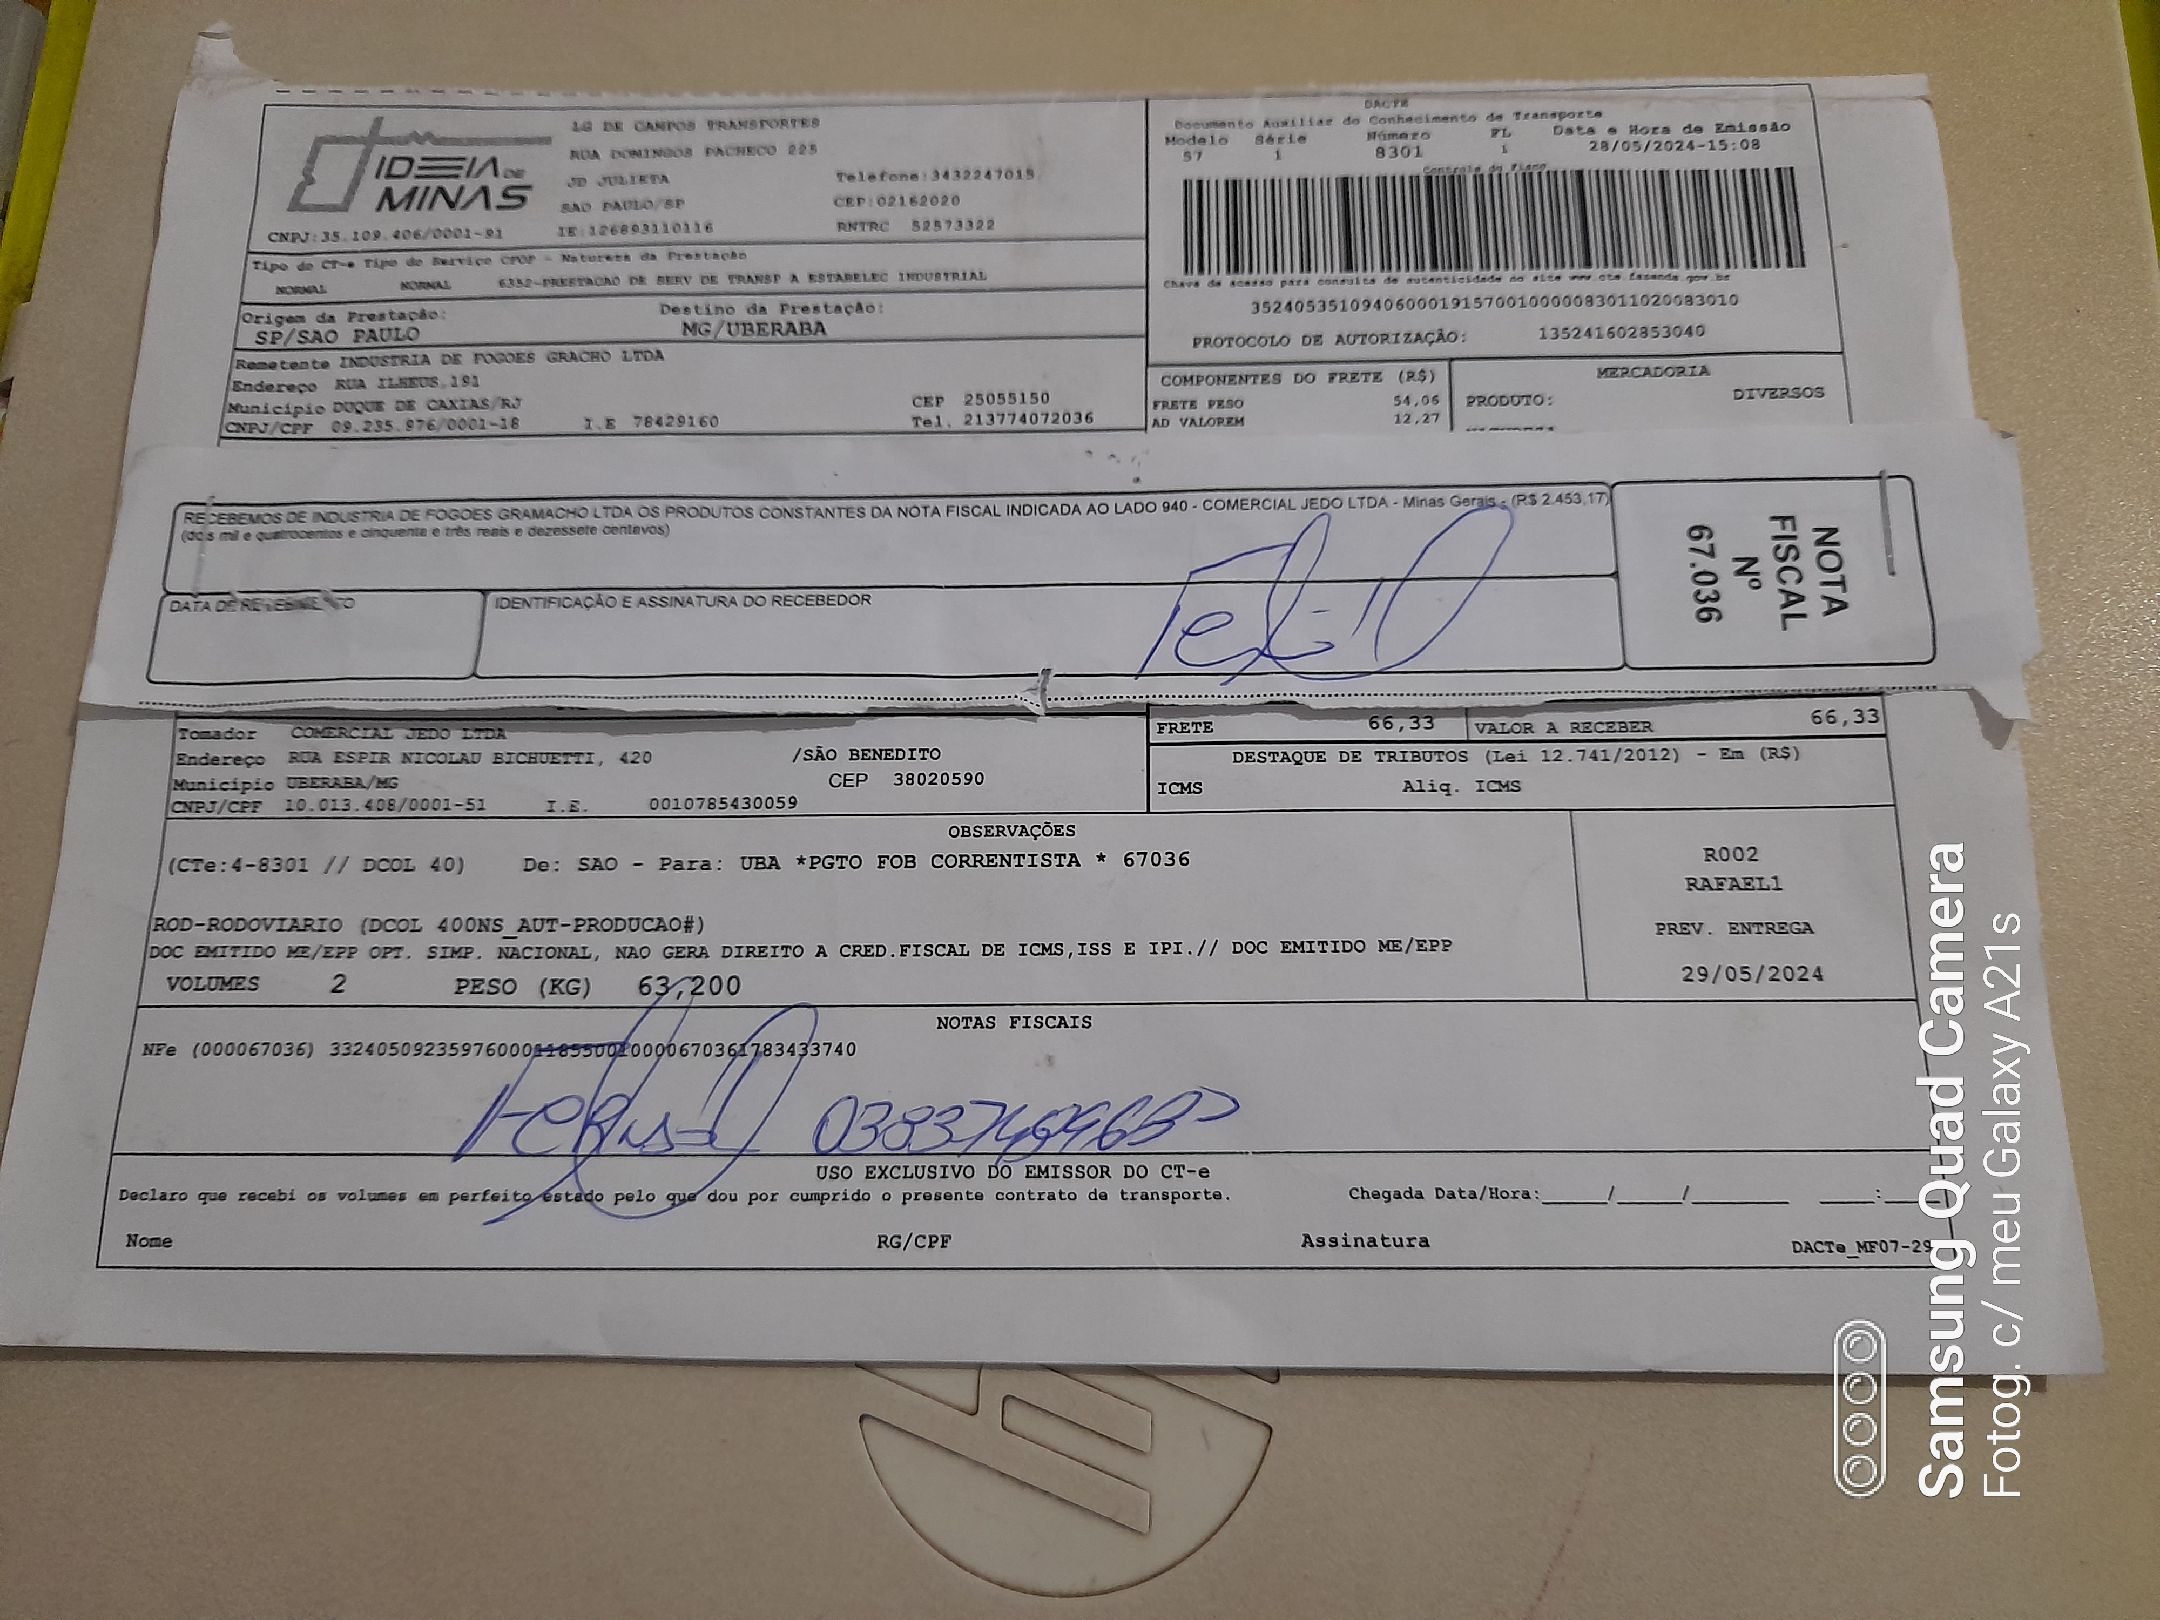 IDEIA DE MINAS
LG DE CAMPOS TRANSPORTES
RUA DOMINGOS PACHECO 225
JD JULIETA Telefone:3432247015
SAO PAULO/SP CEP:02162020
CNPJ:35.109.406/0001-91 IE:126893110116 RNTRC 52573322
Tipo do CT-e Tipo do Serviço CFOP - Natureza da Prestação
NORMAL NORMAL 6352-PRESTACAO DE SERV DE TRANSP A ESTABELEC INDUSTRIAL
Origem da Prestação: Destino da Prestação:
SP/SAO PAULO MG/UBERABA
Remetente INDUSTRIA DE FOGOES GRACHO LTDA
Endereço RUA ILHEUS,191
Município DUQUE DE CAXIAS/RJ CEP 25055150
CNPJ/CPF 09.235.976/0001-18 I.E 78429160 Tel. 213774072036
DACTE
Documento Auxiliar do Conhecimento de Transporte
Modelo Série Número FL Data e Hora de Emissão
57 1 8301 1 28/05/2024-15:08
Controle do Fisco
Chave de acesso para consulta de autenticidade no site www.cte.fazenda.gov.br
35240535109406000191570010000083011020083010
PROTOCOLO DE AUTORIZAÇÃO: 135241602853040
COMPONENTES DO FRETE (R$) MERCADORIA
FRETE PESO 54,06 PRODUTO: DIVERSOS
AD VALOREM 12,27
RECEBEMOS DE INDUSTRIA DE FOGOES GRAMACHO LTDA OS PRODUTOS CONSTANTES DA NOTA FISCAL INDICADA AO LADO 940 - COMERCIAL JEDO LTDA - Minas Gerais - (R$ 2.453,17)
(dois mil e quatrocentos e cinquenta e três reais e dezessete centavos)
DATA DE RECEBIMENTO IDENTIFICAÇÃO E ASSINATURA DO RECEBEDOR
NOTA
FISCAL
Nº
67.036
Tomador COMERCIAL JEDO LTDA
Endereço RUA ESPIR NICOLAU BICHUETTI, 420 /SÃO BENEDITO
Município UBERABA/MG CEP 38020590
CNPJ/CPF 10.013.408/0001-51 I.E. 0010785430059
FRETE 66,33 VALOR A RECEBER 66,33
DESTAQUE DE TRIBUTOS (Lei 12.741/2012) - Em (R$)
ICMS Aliq. ICMS
OBSERVAÇÕES
(CTe:4-8301 // DCOL 40) De: SAO - Para: UBA *PGTO FOB CORRENTISTA * 67036
ROD-RODOVIARIO (DCOL 400NS_AUT-PRODUCAO#)
DOC EMITIDO ME/EPP OPT. SIMP. NACIONAL, NAO GERA DIREITO A CRED.FISCAL DE ICMS,ISS E IPI.// DOC EMITIDO ME/EPP
VOLUMES 2 PESO (KG) 63,200
R002
RAFAEL1
PREV. ENTREGA
29/05/2024
NOTAS FISCAIS
NFe (000067036)
USO EXCLUSIVO DO EMISSOR DO CT-e
Declaro que recebi os volumes em perfeito estado pelo que dou por cumprido o presente contrato de transporte. Chegada Data/Hora:_____/_____/_______ ____:____
Nome RG/CPF Assinatura DACTe_MF07-29
Samsung Quad Camera
Fotog. c/ meu Galaxy A21s